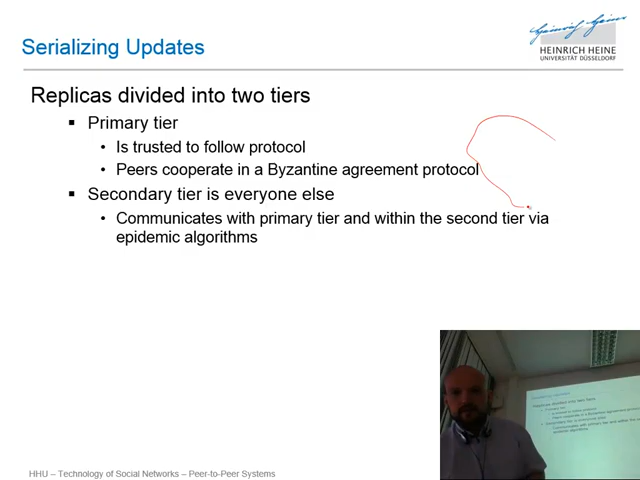 Serializing Updates
Heinrich Heine
HEINRICH HEINE
UNIVERSITÄT DÜSSELDORF
Replicas divided into two tiers
▪ Primary tier
• Is trusted to follow protocol
• Peers cooperate in a Byzantine agreement protocol
▪ Secondary tier is everyone else
• Communicates with primary tier and within the second tier via
epidemic algorithms
HHU – Technology of Social Networks – Peer-to-Peer Systems